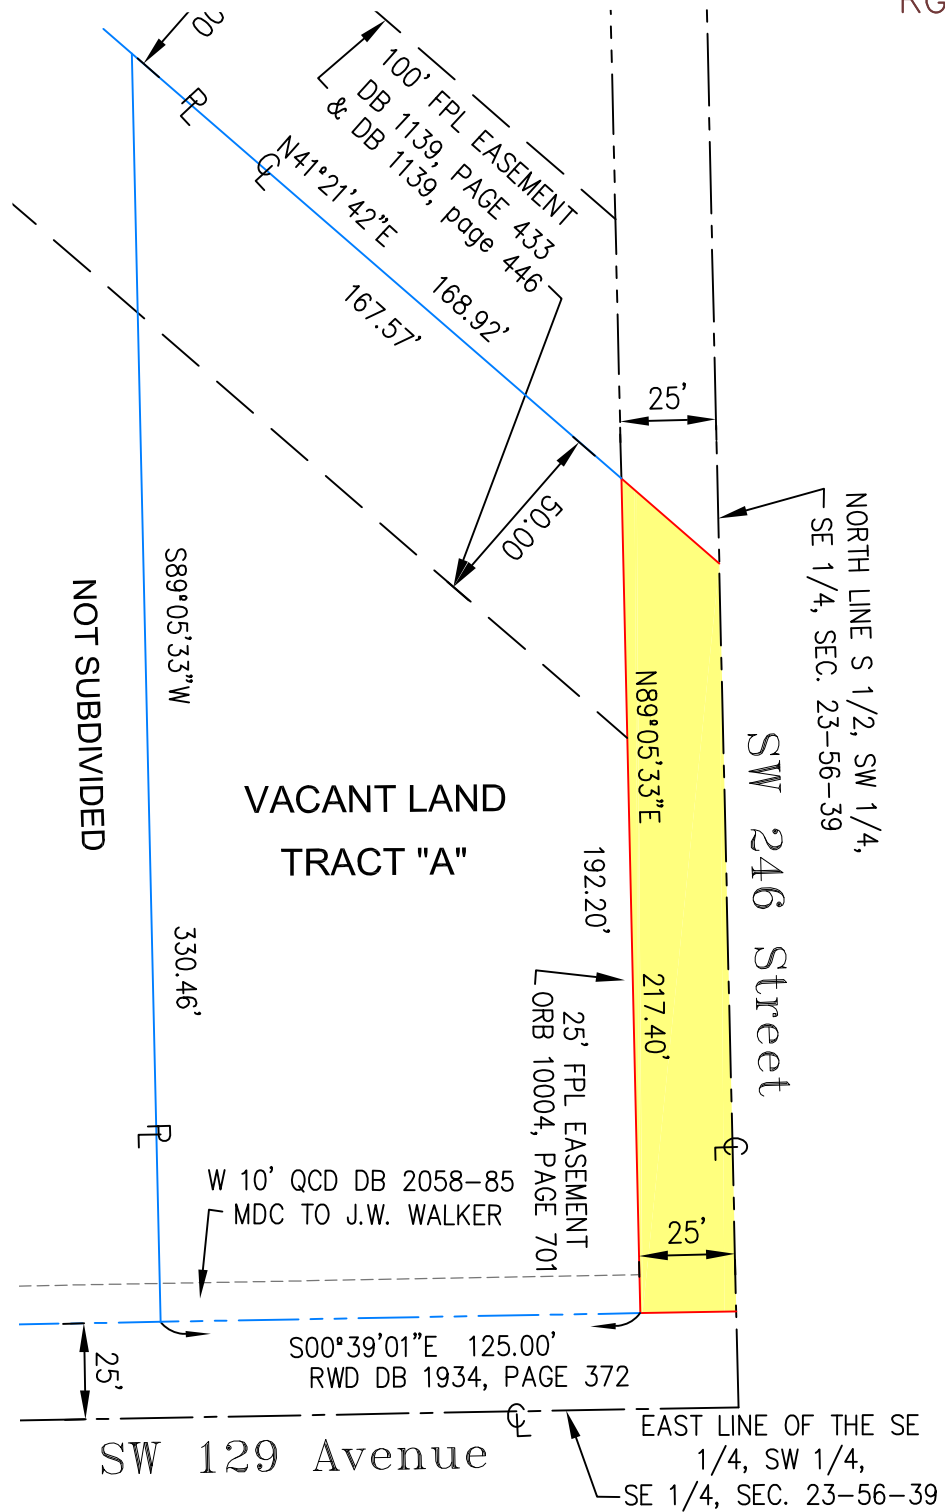 RG
20
100' FPL EASEMENT
DB 1139, PAGE 433
& DB 1139, page 446
PL
CL
N41°21'42"E
168.92'
167.57'
25'
50.00
NORTH LINE S 1/2, SW 1/4,
SE 1/4, SEC. 23-56-39
S89°05'33"W
NOT SUBDIVIDED
N89°05'33"E
SW 246 Street
VACANT LAND
TRACT "A"
192.20'
330.46'
217.40'
25' FPL EASEMENT
ORB 10004, PAGE 701
PL
CL
W 10' QCD DB 2058-85
MDC TO J.W. WALKER
25'
S00°39'01"E 125.00'
RWD DB 1934, PAGE 372
25'
CL
SW 129 Avenue
EAST LINE OF THE SE
1/4, SW 1/4,
SE 1/4, SEC. 23-56-39